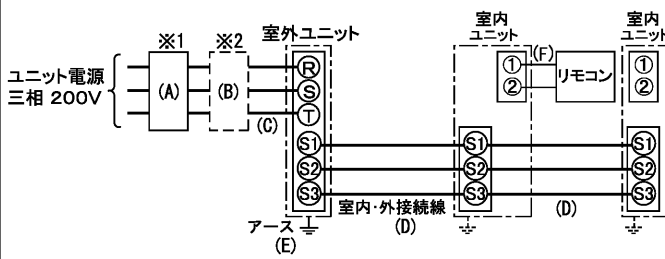 ※1
※2
室外ユニット
室内
ユニット
室内
ユニット
ユニット電源
三相 200V
(A)
(B)
(C)
R
S
T
S1
S2
S3
①
②
(F)
リモコン
①
②
S1
S2
S3
S1
S2
S3
室内・外接続線
(D)
(D)
アース
(E)